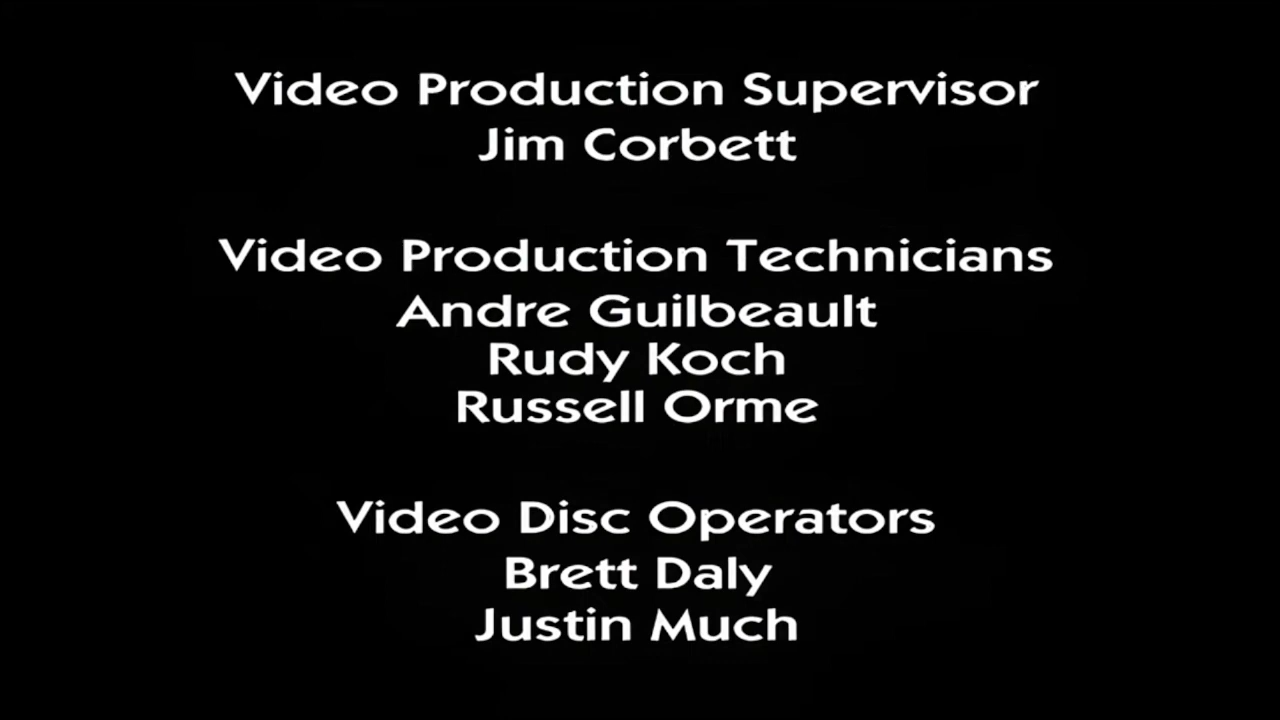 Video Production Supervisor
Jim Corbett
Video Production Technicians
Andre Guilbeault
Rudy Koch
Russell Orme
Video Disc Operators
Brett Daly
Justin Much